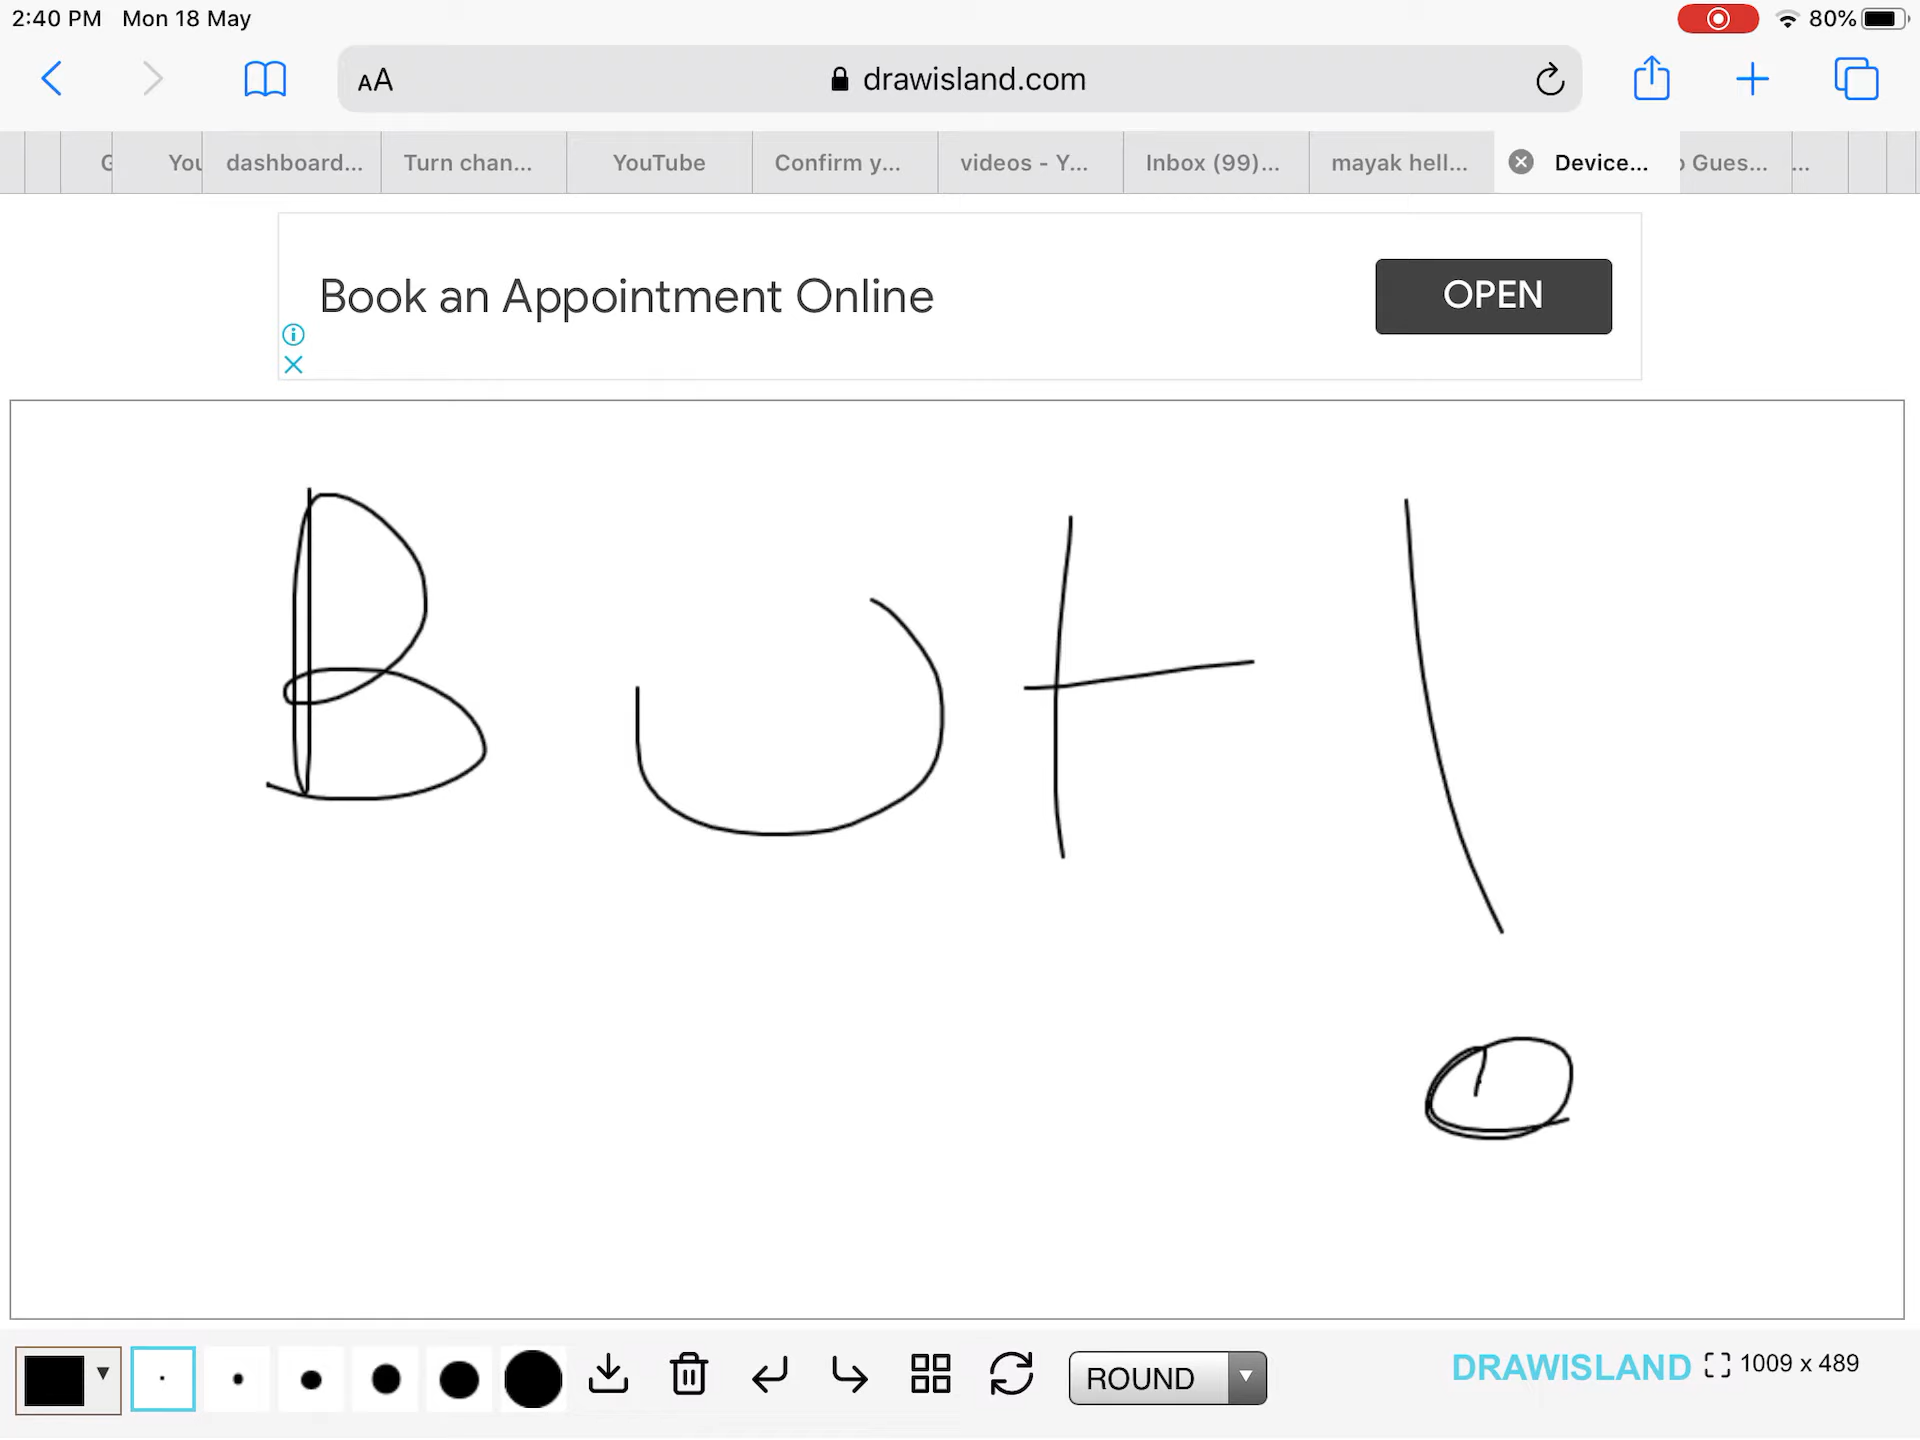 2:40 PM Mon 18 May 80%
AA drawisland.com
dashboard... Turn chan... YouTube Confirm y... videos - Y... Inbox (99)... mayak hell... Device... Gues... ...
Book an Appointment Online OPEN
But!
ROUND DRAWISLAND 1009 x 489